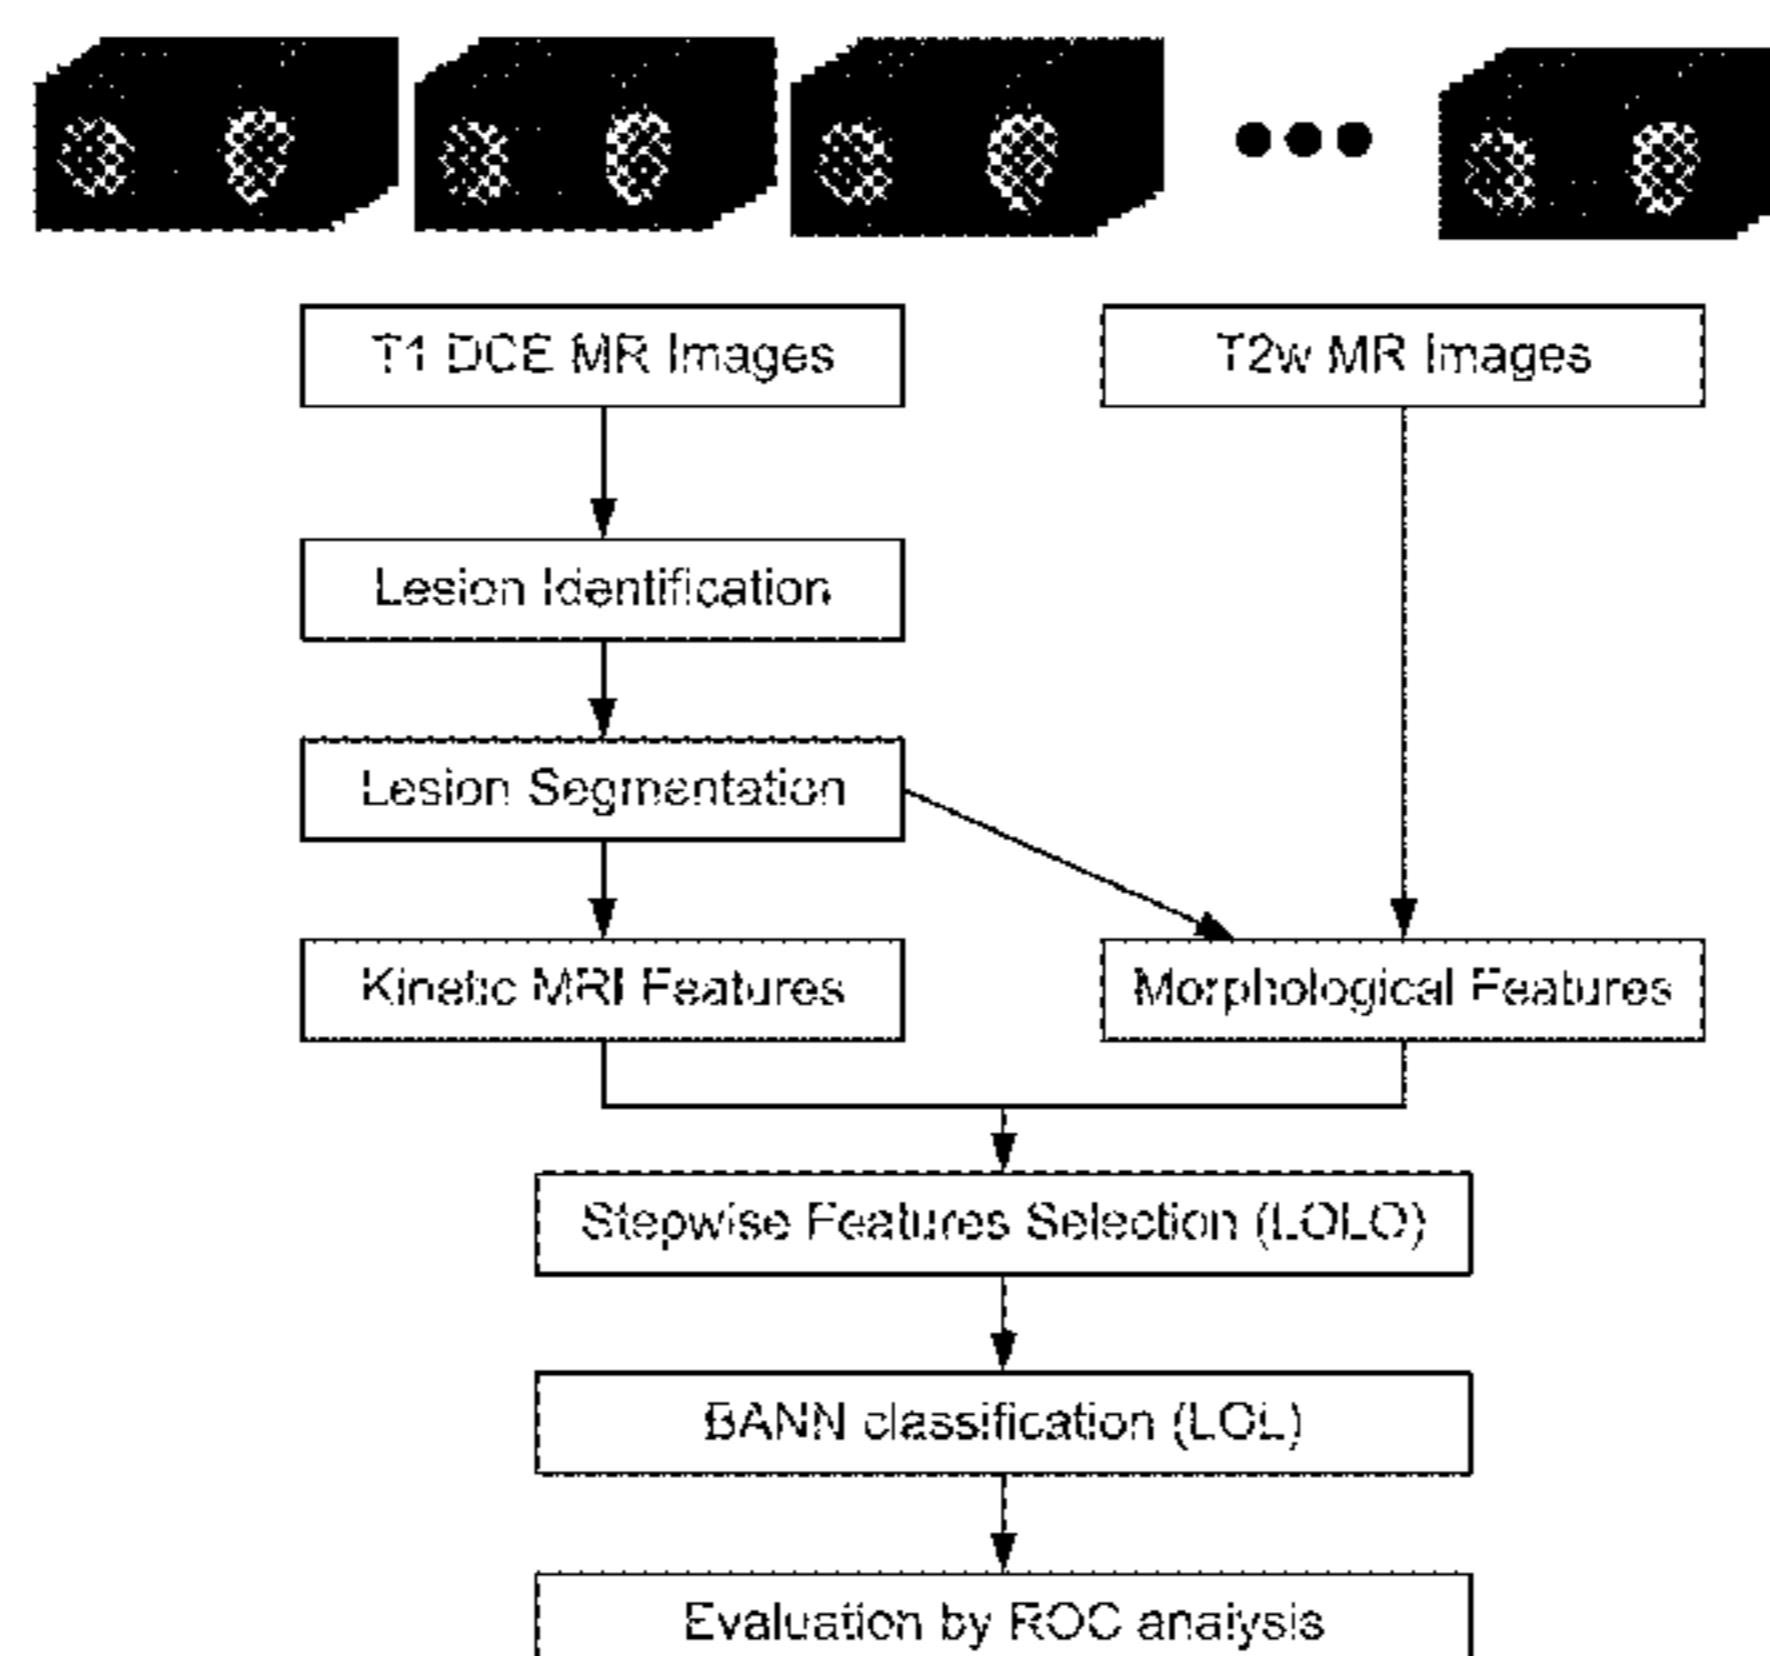 T1 DCE MR Images
T2w MR Images
Lesion Identification
Lesion Segmentation
Kinetic MRI Features
Morphological Features
Stepwise Features Selection (LOLO)
BANN classification (LOL)
Evaluation by ROC analysis